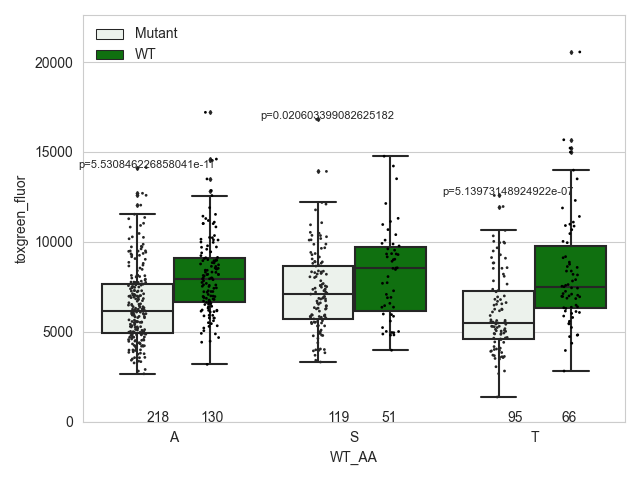 Mutant
WT
20000
15000
10000
5000
0
toxgreen_fluor
p=5.530846226858041e-11
p=0.020603399082625182
p=5.13973148924922e-07
218 130 119 51 95 66
A S T
WT_AA